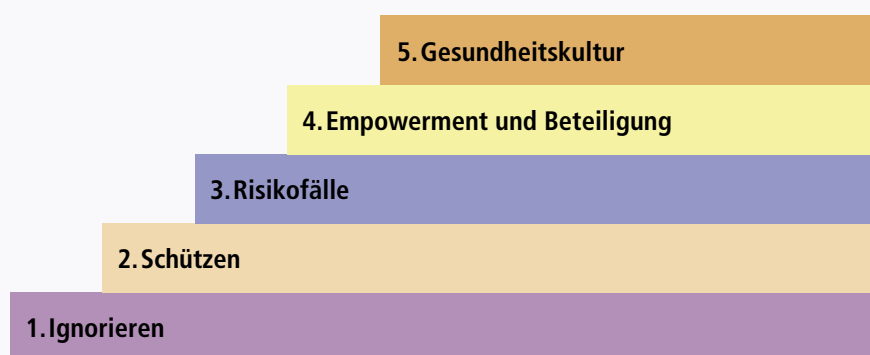 5. Gesundheitskultur
4. Empowerment und Beteiligung
3. Risikofälle
2. Schützen
1. Ignorieren